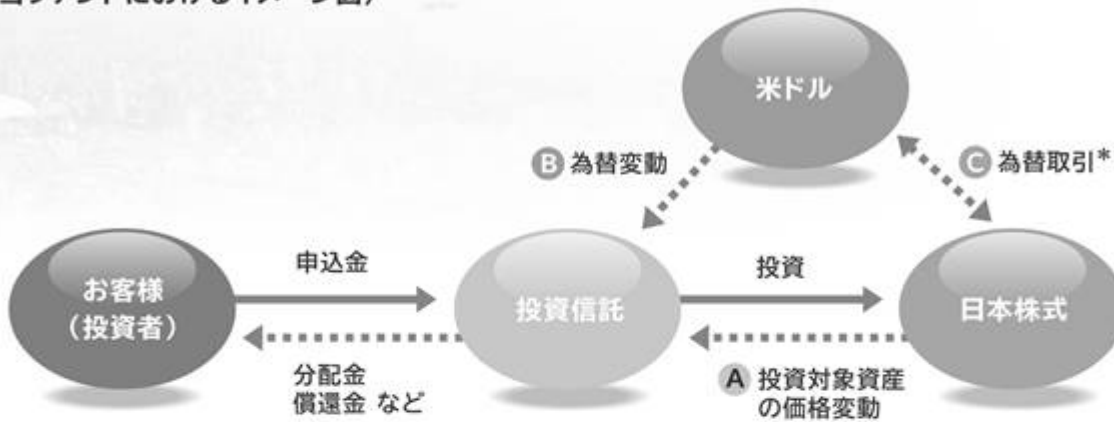 米ドル
B 為替変動
C 為替取引*
申込金
投資
お客様
(投資者)
投資信託
日本株式
分配金
償還金 など
A 投資対象資産
の価格変動